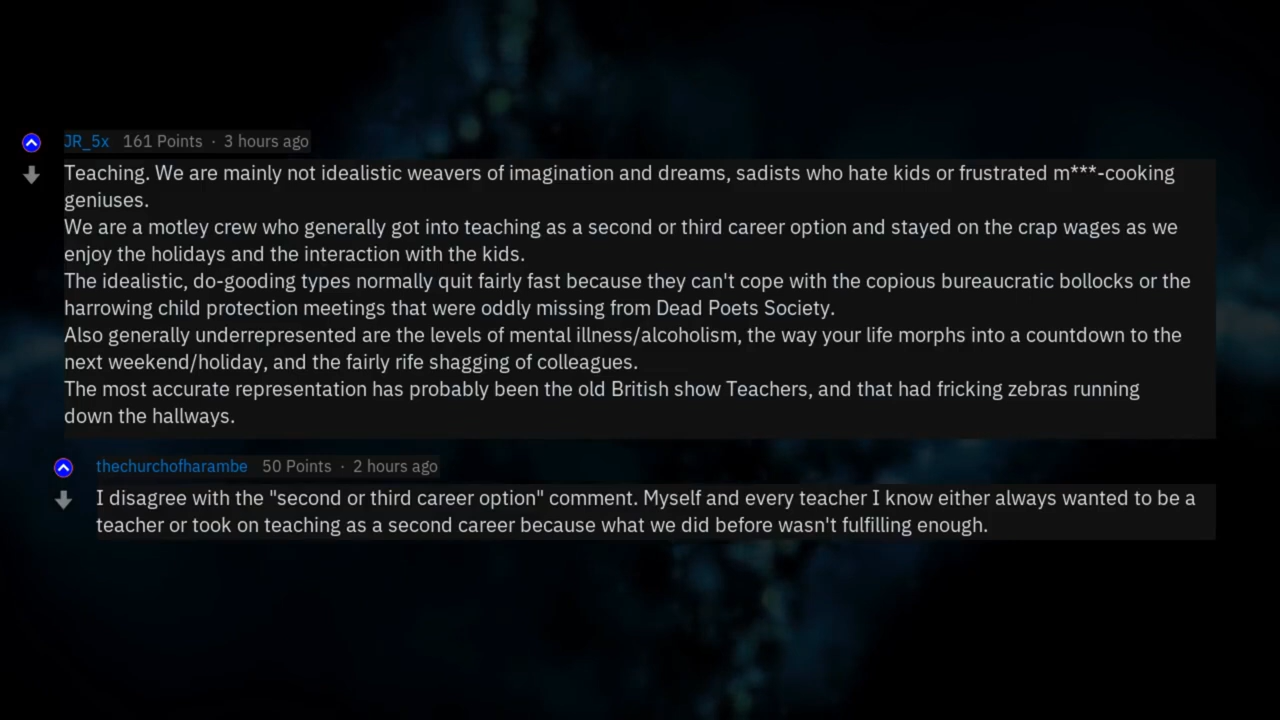 JR_5x 161 Points · 3 hours ago
Teaching. We are mainly not idealistic weavers of imagination and dreams, sadists who hate kids or frustrated m***-cooking
geniuses.
We are a motley crew who generally got into teaching as a second or third career option and stayed on the crap wages as we
enjoy the holidays and the interaction with the kids.
The idealistic, do-gooding types normally quit fairly fast because they can't cope with the copious bureaucratic bollocks or the
harrowing child protection meetings that were oddly missing from Dead Poets Society.
Also generally underrepresented are the levels of mental illness/alcoholism, the way your life morphs into a countdown to the
next weekend/holiday, and the fairly rife shagging of colleagues.
The most accurate representation has probably been the old British show Teachers, and that had fricking zebras running
down the hallways.
thechurchofharambe 50 Points · 2 hours ago
I disagree with the "second or third career option" comment. Myself and every teacher I know either always wanted to be a
teacher or took on teaching as a second career because what we did before wasn't fulfilling enough.